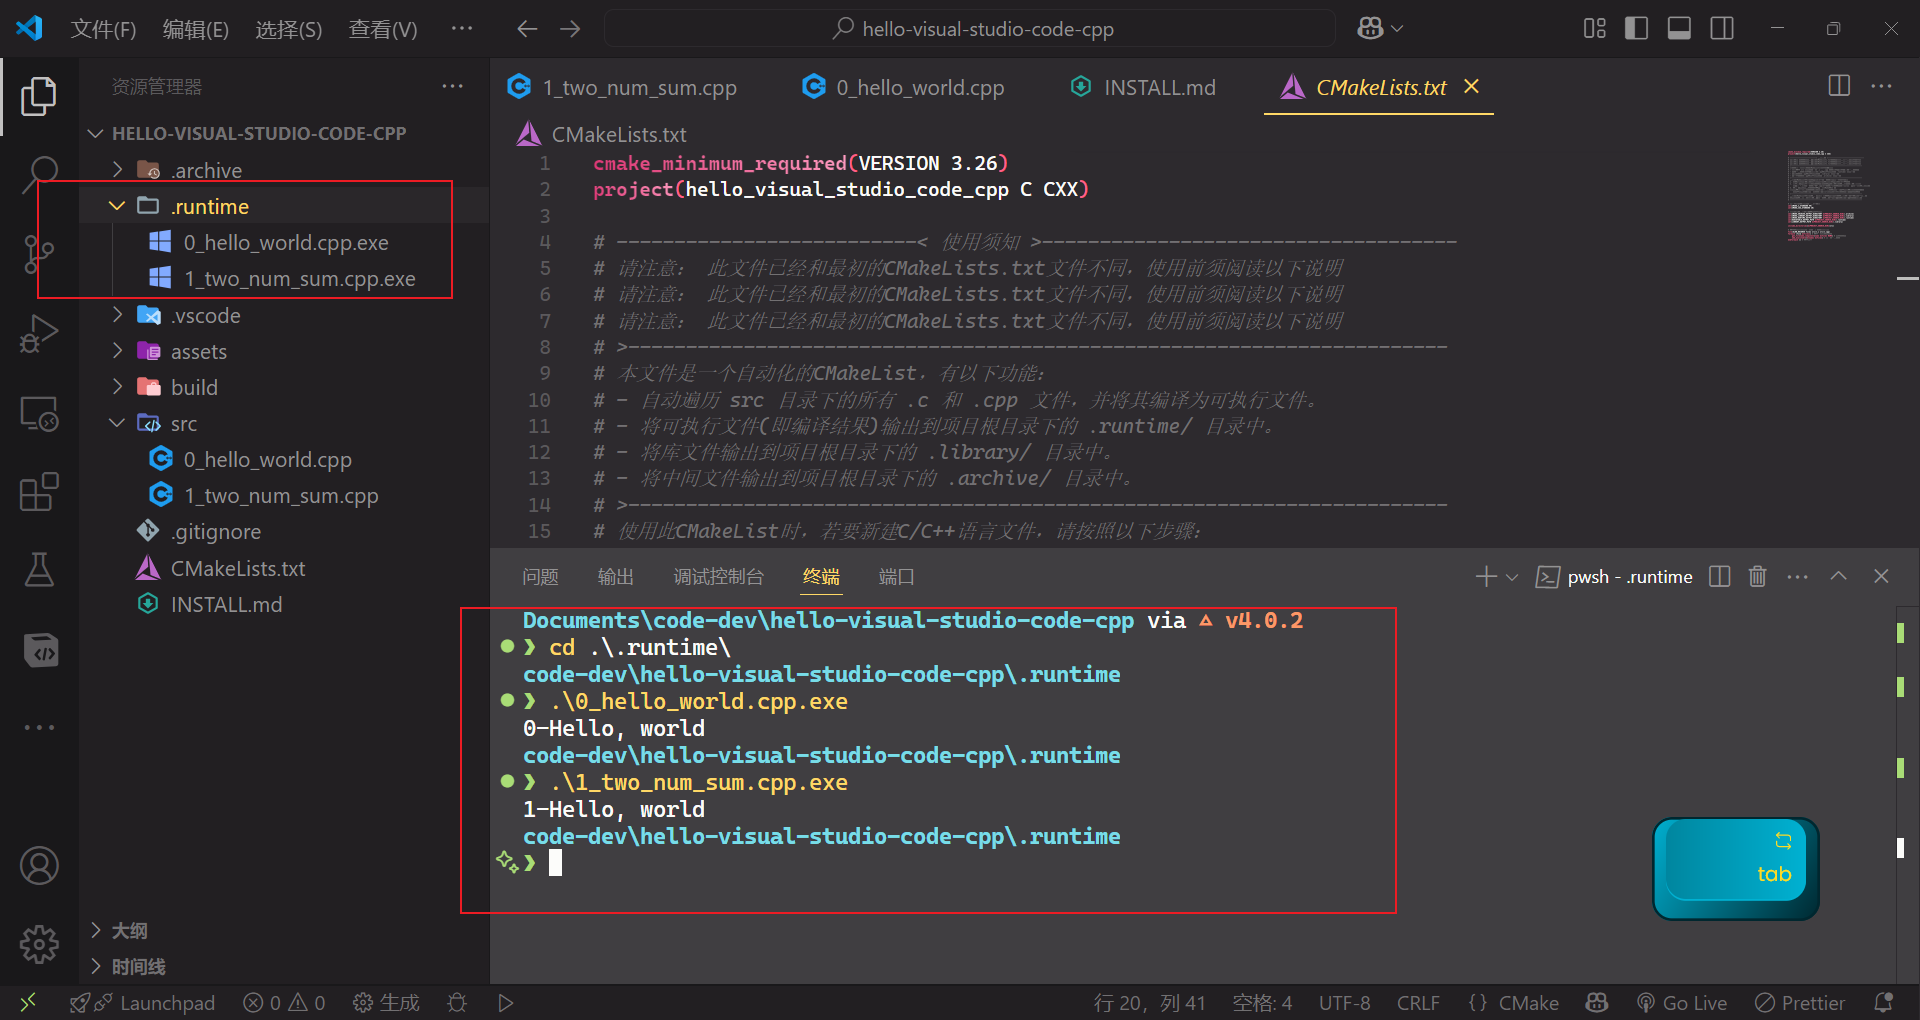 文件(F) 编辑(E) 选择(S) 查看(V) ··· hello-visual-studio-code-cpp
资源管理器 ···
HELLO-VISUAL-STUDIO-CODE-CPP
.archive
.runtime
0_hello_world.cpp.exe
1_two_num_sum.cpp.exe
.vscode
assets
build
src
0_hello_world.cpp
1_two_num_sum.cpp
.gitignore
CMakeLists.txt
INSTALL.md
大纲
时间线
1_two_num_sum.cpp 0_hello_world.cpp INSTALL.md CMakeLists.txt
CMakeLists.txt
1 cmake_minimum_required(VERSION 3.26)
2 project(hello_visual_studio_code_cpp C CXX)
3
4 # --------------------------< 使用须知 >------------------------------------
5 # 请注意： 此文件已经和最初的CMakeLists.txt文件不同，使用前须阅读以下说明
6 # 请注意： 此文件已经和最初的CMakeLists.txt文件不同，使用前须阅读以下说明
7 # 请注意： 此文件已经和最初的CMakeLists.txt文件不同，使用前须阅读以下说明
8 # >-----------------------------------------------------------------------
9 # 本文件是一个自动化的CMakeList，有以下功能：
10 # - 自动遍历 src 目录下的所有 .c 和 .cpp 文件，并将其编译为可执行文件。
11 # - 将可执行文件(即编译结果)输出到项目根目录下的 .runtime/ 目录中。
12 # - 将库文件输出到项目根目录下的 .library/ 目录中。
13 # - 将中间文件输出到项目根目录下的 .archive/ 目录中。
14 # >-----------------------------------------------------------------------
15 # 使用此CMakeList时，若要新建C/C++语言文件，请按照以下步骤：
问题 输出 调试控制台 终端 端口 pwsh - .runtime
Documents\code-dev\hello-visual-studio-code-cpp via △ v4.0.2
❯ cd .\.runtime\
code-dev\hello-visual-studio-code-cpp\.runtime
❯ .\0_hello_world.cpp.exe
0-Hello, world
code-dev\hello-visual-studio-code-cpp\.runtime
❯ .\1_two_num_sum.cpp.exe
1-Hello, world
code-dev\hello-visual-studio-code-cpp\.runtime
❯
tab
Launchpad 0 0 生成 行 20，列 41 空格: 4 UTF-8 CRLF {} CMake Go Live Prettier